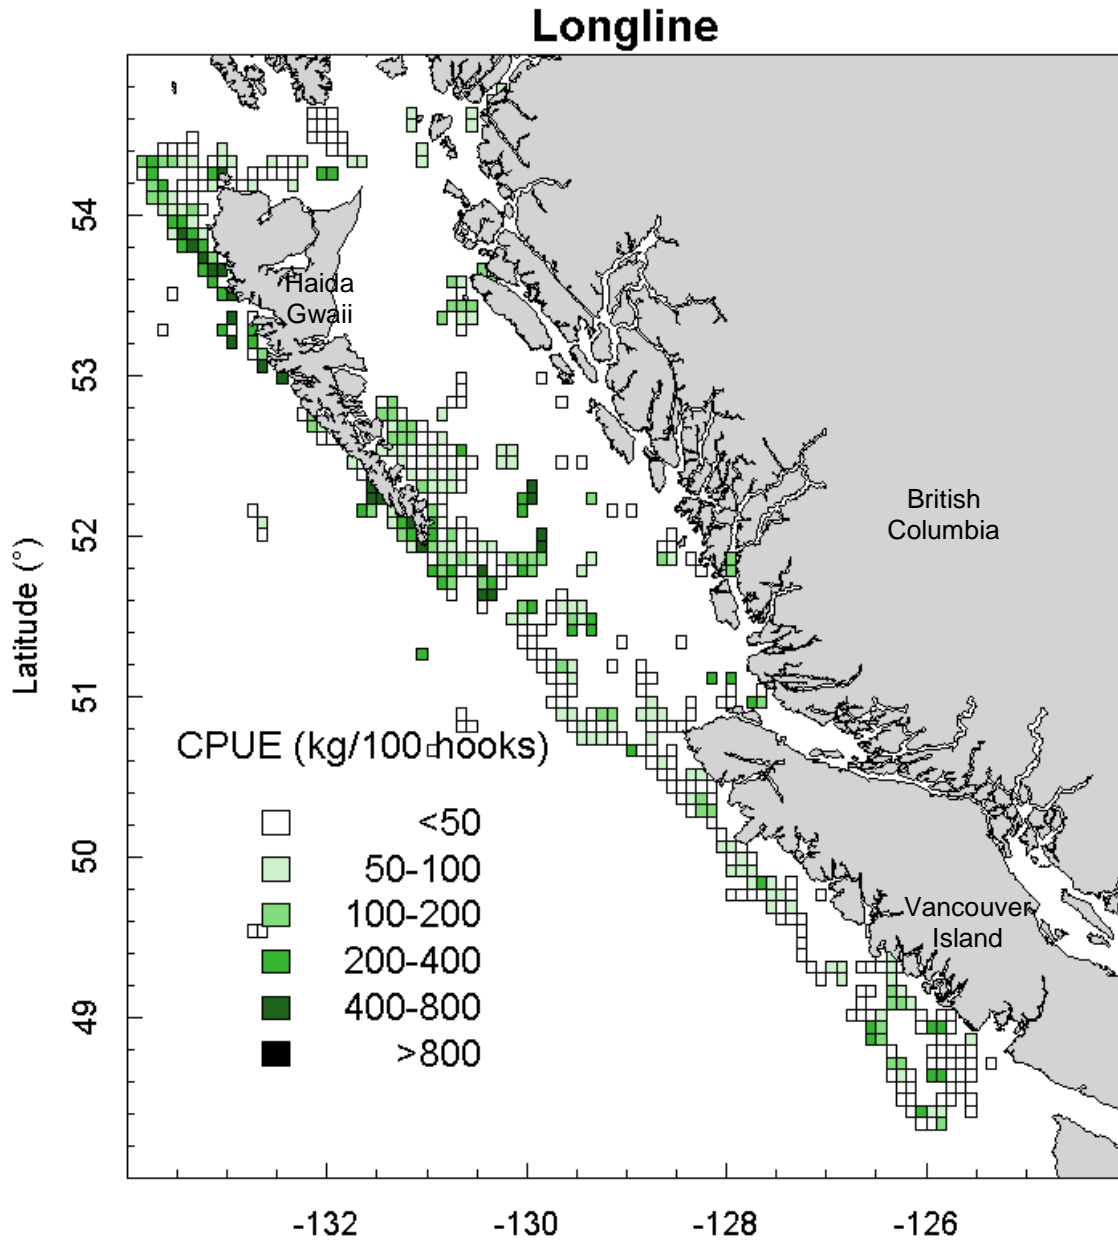 Longline
54
53
52
51
50
49
Latitude (°)
Haida
Gwaii
British
Columbia
Vancouver
Island
CPUE (kg/100 hooks)
<50
50-100
100-200
200-400
400-800
>800
-132
-130
-128
-126